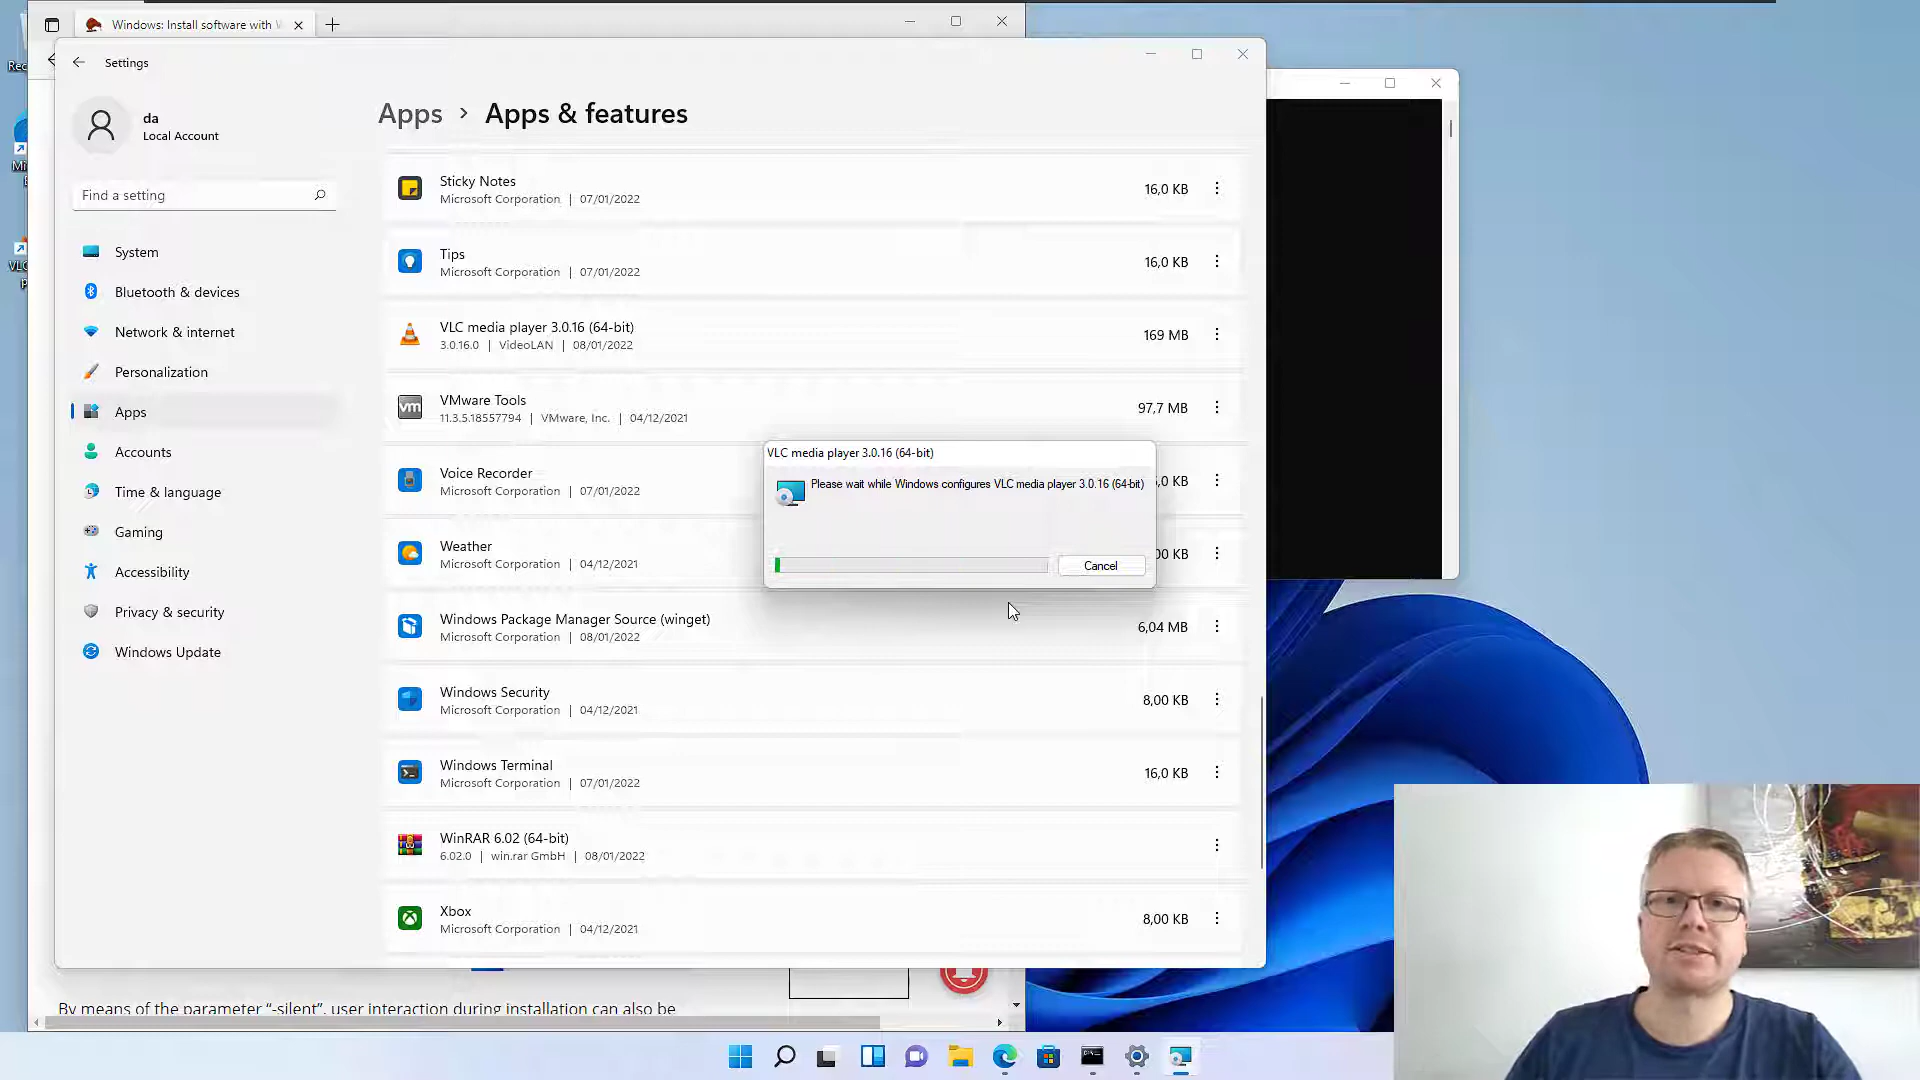 Windows: Install software with
Settings
da
Local Account
Find a setting
System
Bluetooth & devices
Network & internet
Personalization
Apps
Accounts
Time & language
Gaming
Accessibility
Privacy & security
Windows Update
Apps > Apps & features
Sticky Notes
Microsoft Corporation | 07/01/2022
16,0 KB
Tips
Microsoft Corporation | 07/01/2022
16,0 KB
VLC media player 3.0.16 (64-bit)
3.0.16.0 | VideoLAN | 08/01/2022
169 MB
VMware Tools
11.3.5.18557794 | VMware, Inc. | 04/12/2021
97,7 MB
Voice Recorder
Microsoft Corporation | 07/01/2022
,0 KB
VLC media player 3.0.16 (64-bit)
Please wait while Windows configures VLC media player 3.0.16 (64-bit)
Cancel
Weather
Microsoft Corporation | 04/12/2021
00 KB
Windows Package Manager Source (winget)
Microsoft Corporation | 08/01/2022
6,04 MB
Windows Security
Microsoft Corporation | 04/12/2021
8,00 KB
Windows Terminal
Microsoft Corporation | 07/01/2022
16,0 KB
WinRAR 6.02 (64-bit)
6.02.0 | win.rar GmbH | 08/01/2022
Xbox
Microsoft Corporation | 04/12/2021
8,00 KB
By means of the parameter “-silent”, user interaction during installation can also be